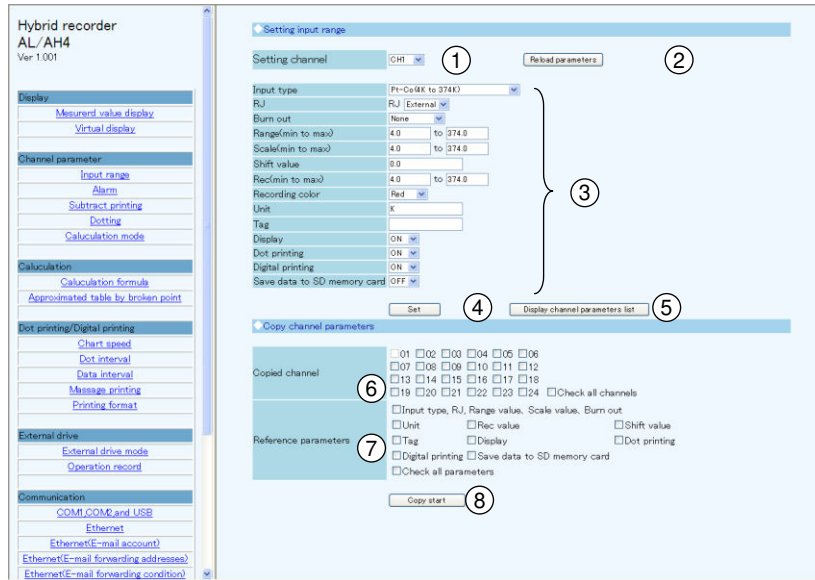 Hybrid recorder
AL/AH4
Ver 1.001
Display
Mesurerd value display
Virtual display
Channel parameter
Input range
Alarm
Subtract printing
Dotting
Caluculation mode
Caluculation
Caluculation formula
Approximated table by broken point
Dot printing/Digital printing
Chart speed
Dot interval
Data interval
Massage printing
Printing format
External drive
External drive mode
Operation record
Communication
COM1,COM2,and USB
Ethernet
Ethernet(E-mail account)
Ethernet(E-mail forwarding addresses)
Ethernet(E-mail forwarding condition)
Setting input range
Setting channel CH1 1 Reload parameters 2
Input type Pt-Co(4K to 374K)
RJ RJ External
Burn out None
Range(min to max) 4.0 to 374.0
Scale(min to max) 4.0 to 374.0
Shift value 0.0
Rec(min to max) 4.0 to 374.0
Recording color Red
Unit K
Tag
Display ON
Dot printing ON
Digital printing ON
Save data to SD memory card OFF
3
Set 4 Display channel parameters list 5
Copy channel parameters
Copied channel 6
01 02 03 04 05 06
07 08 09 10 11 12
13 14 15 16 17 18
19 20 21 22 23 24 Check all channels
Reference parameters 7
Input type, RJ, Range value, Scale value, Burn out
Unit Rec value Shift value
Tag Display Dot printing
Digital printing Save data to SD memory card
Check all parameters
Copy start 8